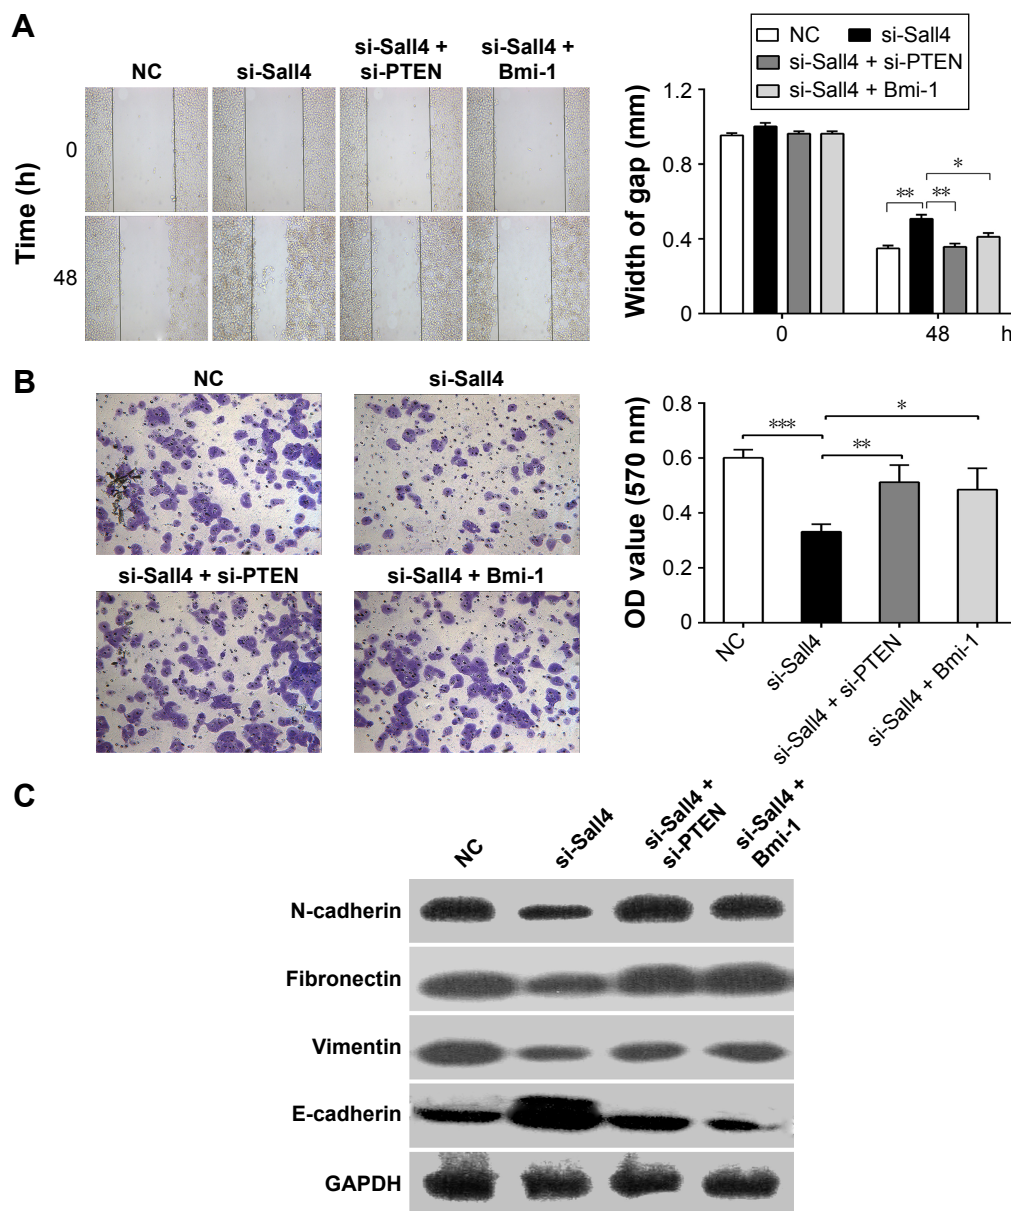 A
NC
si-Sall4
si-Sall4 +
si-PTEN
si-Sall4 +
Bmi-1
Time (h)
0
48
NC
si-Sall4
si-Sall4 + si-PTEN
si-Sall4 + Bmi-1
Width of gap (mm)
1.2
0.8
0.4
0
**
**
*
0
48
h
B
NC
si-Sall4
si-Sall4 + si-PTEN
si-Sall4 + Bmi-1
OD value (570 nm)
0.8
0.6
0.4
0.2
0
***
**
*
NC
si-Sall4
si-Sall4 + si-PTEN
si-Sall4 + Bmi-1
C
NC
si-Sall4
si-Sall4 +
si-PTEN
si-Sall4 +
Bmi-1
N-cadherin
Fibronectin
Vimentin
E-cadherin
GAPDH